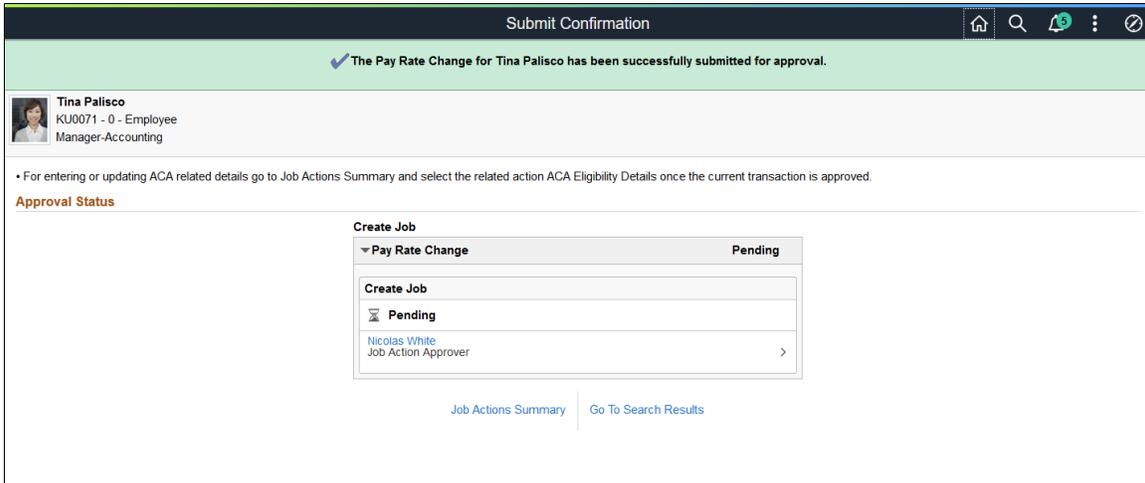 Submit Confirmation
5
The Pay Rate Change for Tina Palisco has been successfully submitted for approval.
Tina Palisco
KU0071 - 0 - Employee
Manager-Accounting
• For entering or updating ACA related details go to Job Actions Summary and select the related action ACA Eligibility Details once the current transaction is approved.
Approval Status
Create Job
Pay Rate Change Pending
Create Job
Pending
Nicolas White
Job Action Approver
Job Actions Summary Go To Search Results